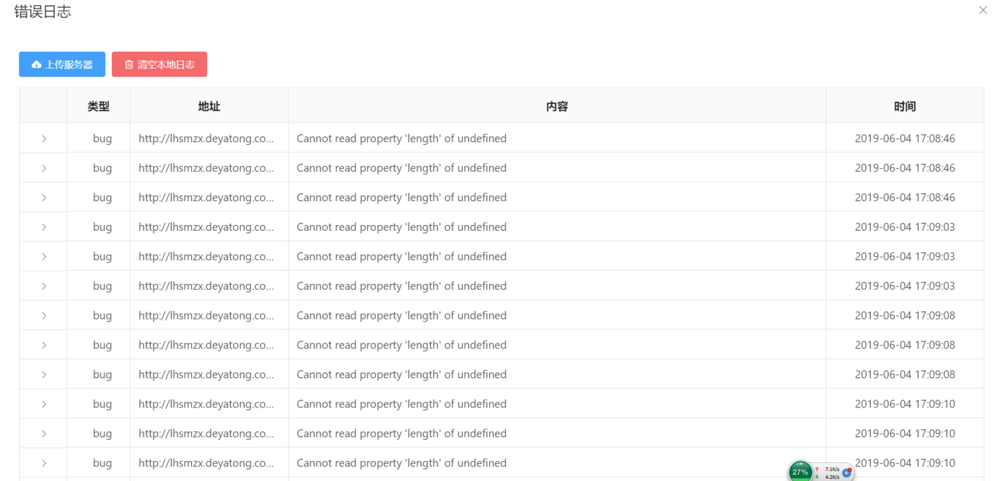 错误日志
上传服务器 清空本地日志
类型 地址 内容 时间
bug http://lhsmzx.deyatong.co... Cannot read property 'length' of undefined 2019-06-04 17:08:46
bug http://lhsmzx.deyatong.co... Cannot read property 'length' of undefined 2019-06-04 17:08:46
bug http://lhsmzx.deyatong.co... Cannot read property 'length' of undefined 2019-06-04 17:08:46
bug http://lhsmzx.deyatong.co... Cannot read property 'length' of undefined 2019-06-04 17:09:03
bug http://lhsmzx.deyatong.co... Cannot read property 'length' of undefined 2019-06-04 17:09:03
bug http://lhsmzx.deyatong.co... Cannot read property 'length' of undefined 2019-06-04 17:09:03
bug http://lhsmzx.deyatong.co... Cannot read property 'length' of undefined 2019-06-04 17:09:08
bug http://lhsmzx.deyatong.co... Cannot read property 'length' of undefined 2019-06-04 17:09:08
bug http://lhsmzx.deyatong.co... Cannot read property 'length' of undefined 2019-06-04 17:09:08
bug http://lhsmzx.deyatong.co... Cannot read property 'length' of undefined 2019-06-04 17:09:10
bug http://lhsmzx.deyatong.co... Cannot read property 'length' of undefined 2019-06-04 17:09:10
bug http://lhsmzx.deyatong.co... Cannot read property 'length' of undefined 2019-06-04 17:09:10
27% 7.1K/s
4.2K/s